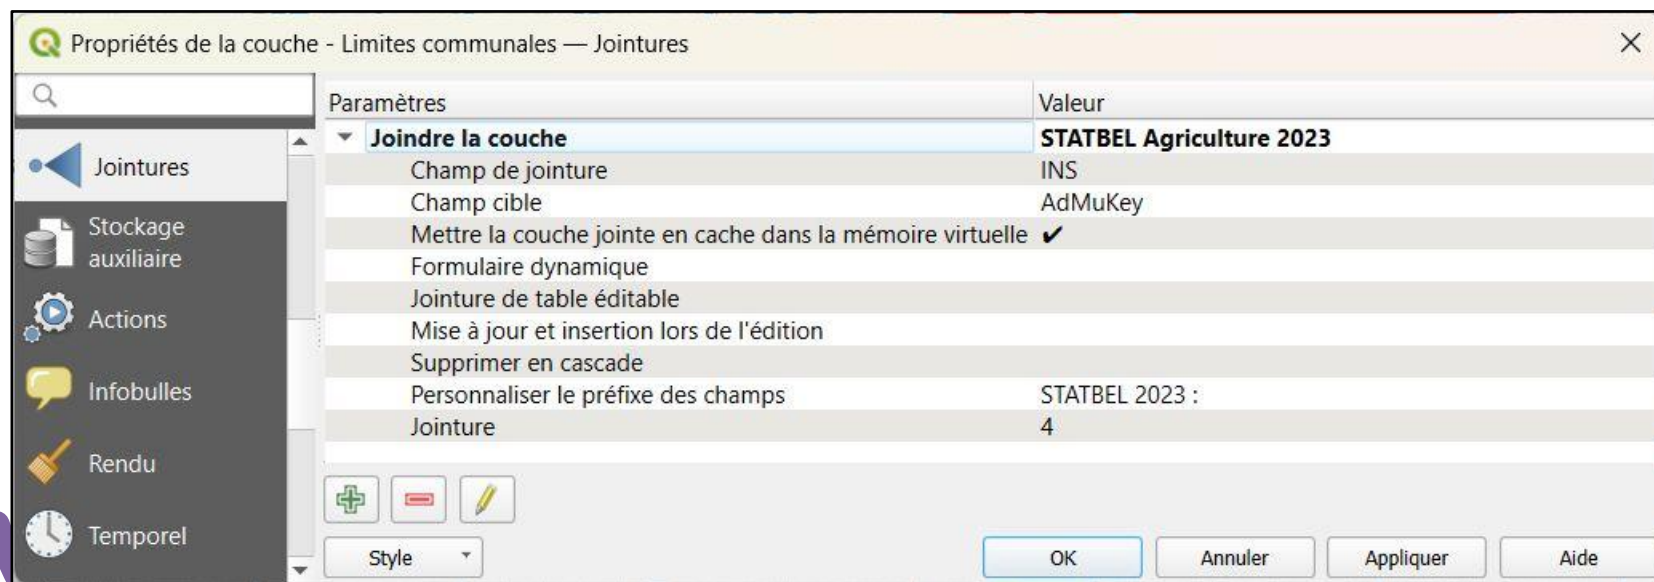 Propriétés de la couche - Limites communales — Jointures
Paramètres Valeur
Joindre la couche STATBEL Agriculture 2023
Jointures
Champ de jointure INS
Champ cible AdMuKey
Stockage auxiliaire
Mettre la couche jointe en cache dans la mémoire virtuelle ✔
Formulaire dynamique
Jointure de table éditable
Actions
Mise à jour et insertion lors de l'édition
Supprimer en cascade
Infobulles
Personnaliser le préfixe des champs STATBEL 2023 :
Jointure 4
Rendu
Temporel
Style OK Annuler Appliquer Aide